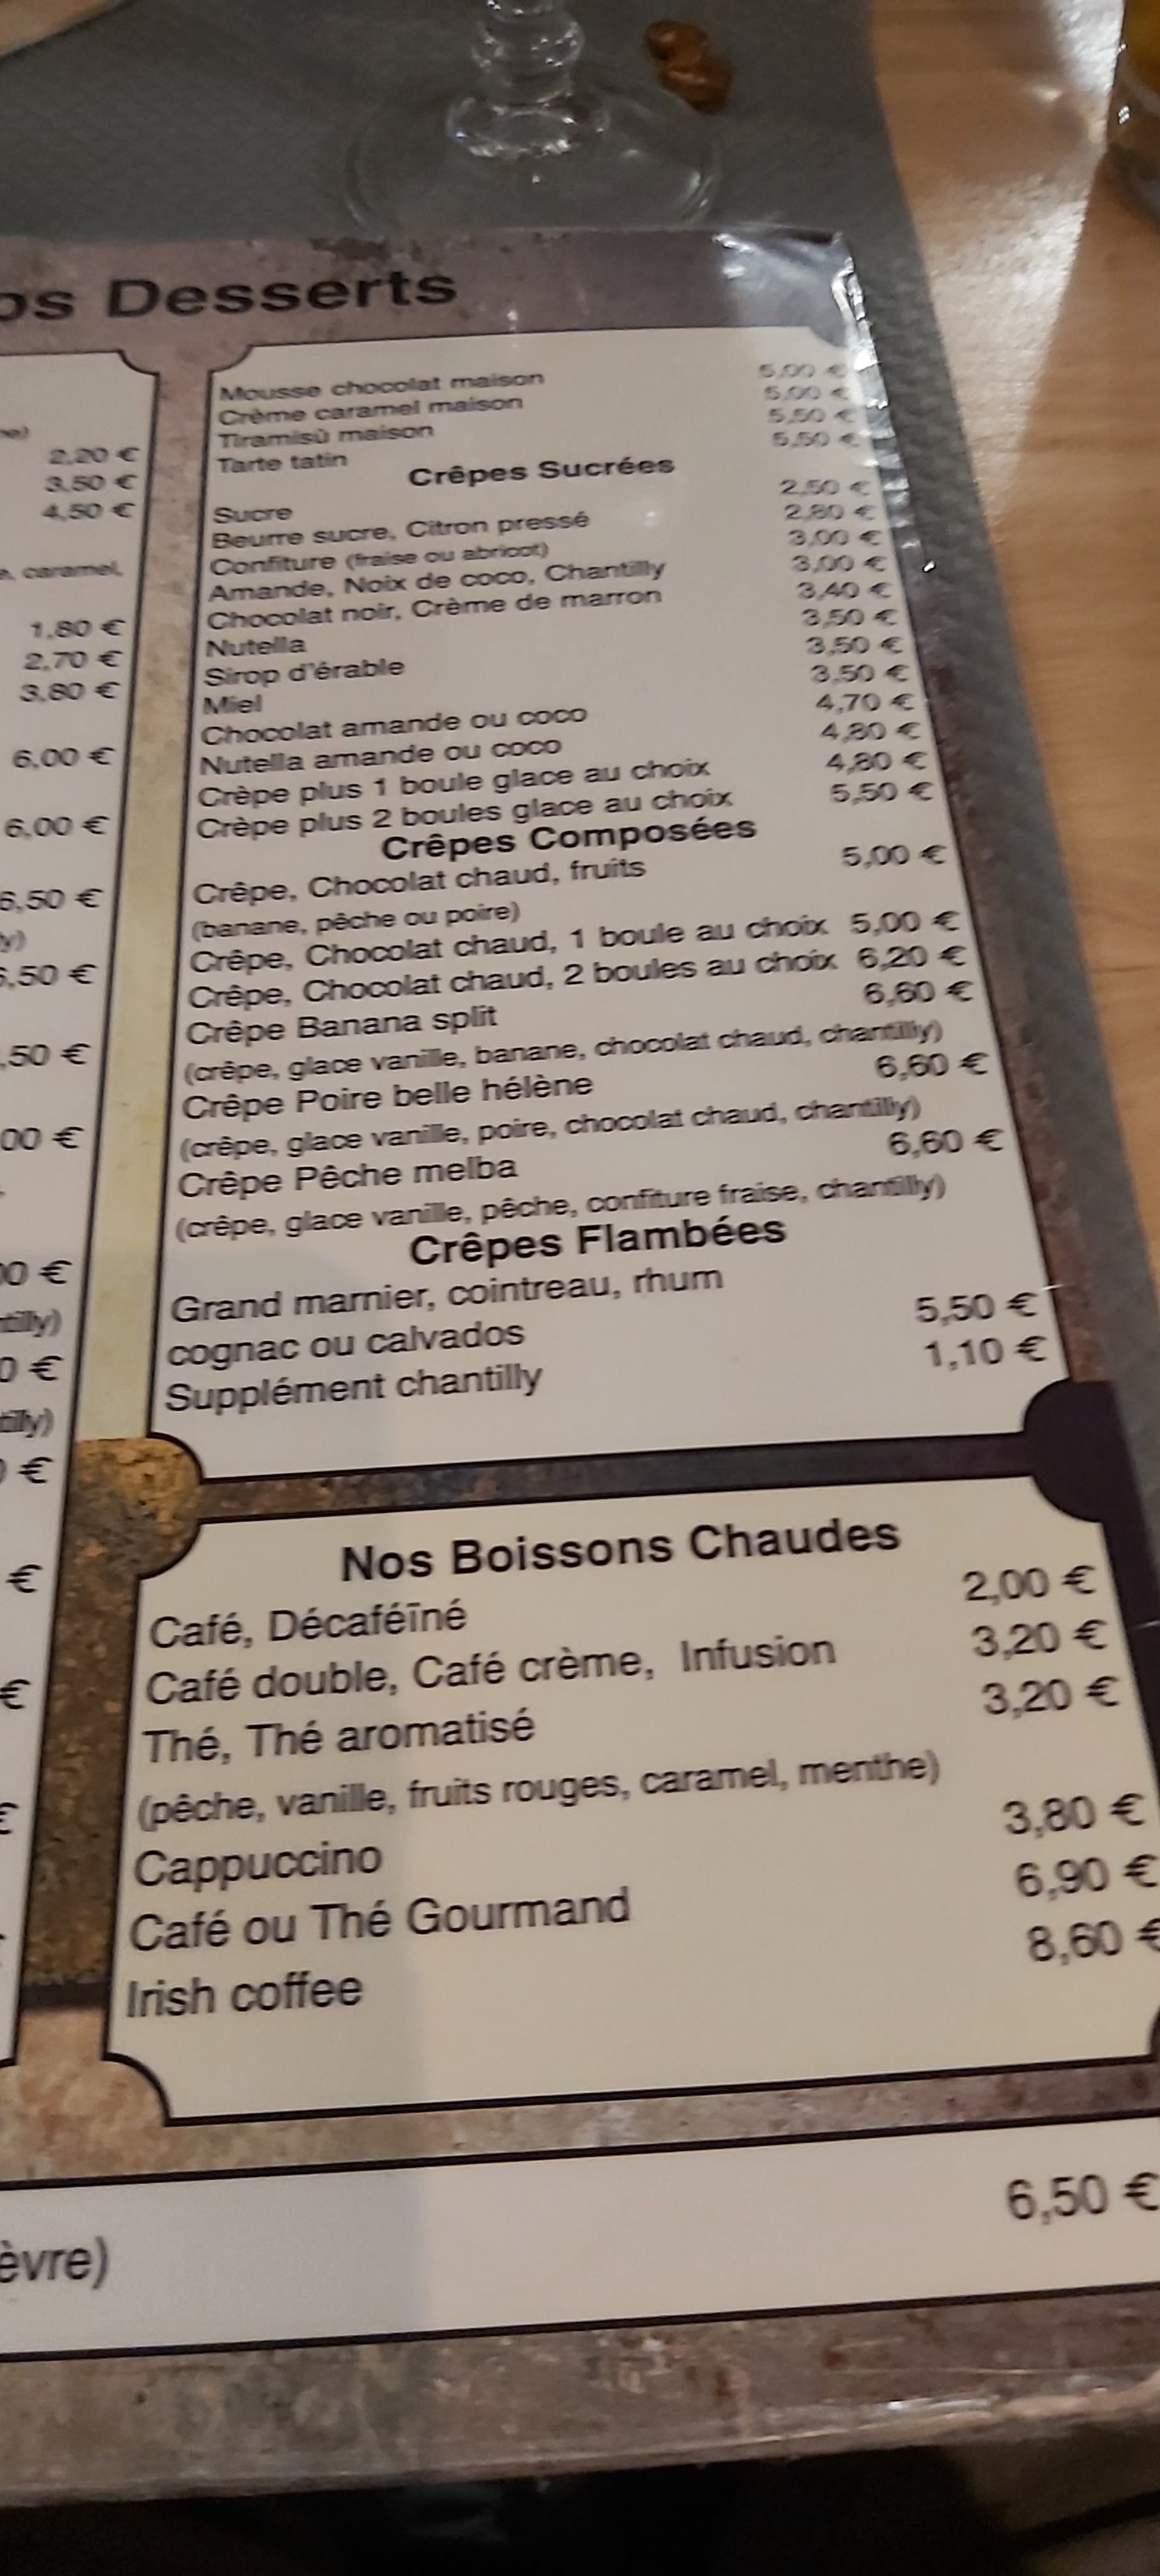 os Desserts
2,20 €
3,50 €
4,50 €
caramel,
1,80 €
2,70 €
3,80 €
6,00 €
6,00 €
6,50 €
,50 €
,50 €
00 €
0 €
tilly)
0 €
tilly)
€
€
€
Mousse chocolat maison 5,00 €
Crème caramel maison 5,00 €
Tiramisù maison 5,50 €
Tarte tatin 5,50 €
Crêpes Sucrées
Sucre 2,50 €
Beurre sucre, Citron pressé 2,80 €
Confiture (fraise ou abricot) 3,00 €
Amande, Noix de coco, Chantilly 3,00 €
Chocolat noir, Crème de marron 3,40 €
Nutella 3,50 €
Sirop d'érable 3,50 €
Miel 3,50 €
Chocolat amande ou coco 4,70 €
Nutella amande ou coco 4,80 €
Crèpe plus 1 boule glace au choix 4,80 €
Crèpe plus 2 boules glace au choix 5,50 €
Crêpes Composées
Crêpe, Chocolat chaud, fruits 5,00 €
(banane, pêche ou poire)
Crêpe, Chocolat chaud, 1 boule au choix 5,00 €
Crêpe, Chocolat chaud, 2 boules au choix 6,20 €
Crêpe Banana split 6,60 €
(crêpe, glace vanille, banane, chocolat chaud, chantilly)
Crêpe Poire belle hélène 6,60 €
(crêpe, glace vanille, poire, chocolat chaud, chantilly)
Crêpe Pêche melba 6,60 €
(crêpe, glace vanille, pêche, confiture fraise, chantilly)
Crêpes Flambées
Grand marnier, cointreau, rhum
cognac ou calvados 5,50 €
Supplément chantilly 1,10 €
Nos Boissons Chaudes
Café, Décaféïné 2,00 €
Café double, Café crème, Infusion 3,20 €
Thé, Thé aromatisé 3,20 €
(pêche, vanille, fruits rouges, caramel, menthe)
Cappuccino 3,80 €
Café ou Thé Gourmand 6,90 €
Irish coffee 8,60 €
6,50 €
èvre)